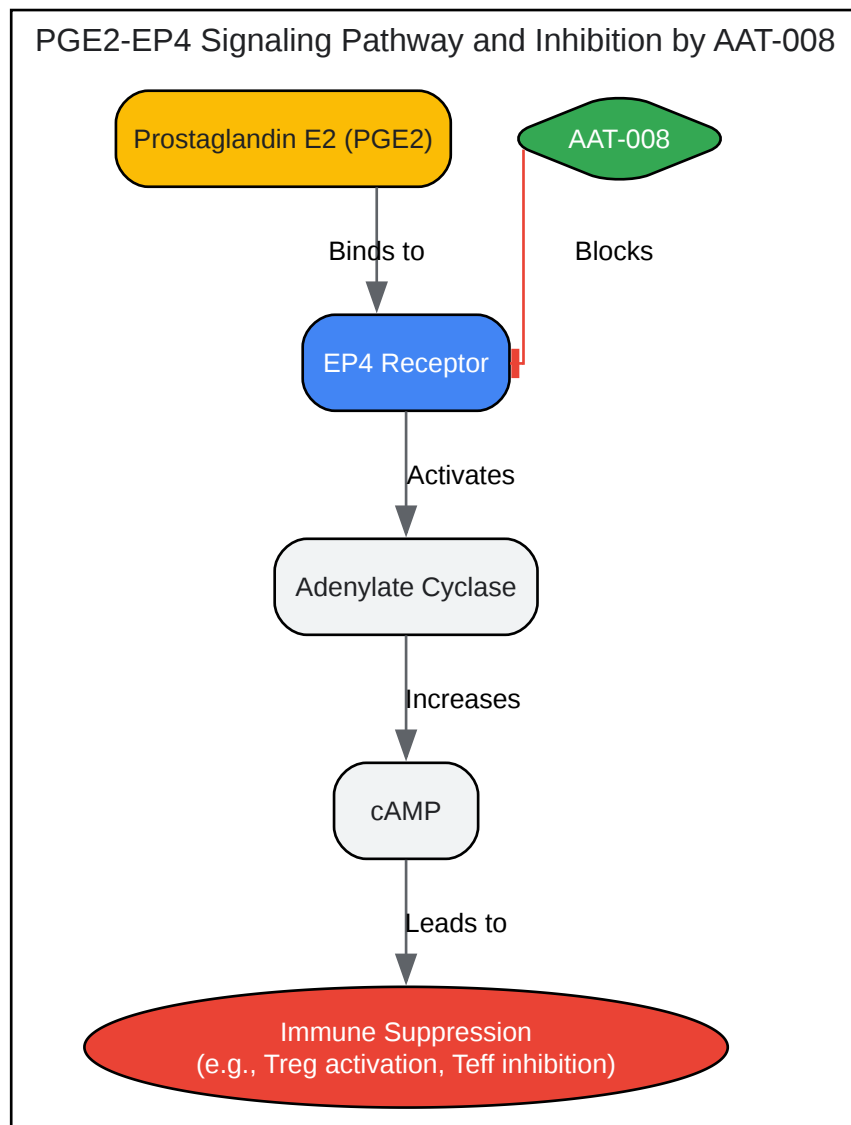 PGE2-EP4 Signaling Pathway and Inhibition by AAT-008
Prostaglandin E2 (PGE2)
AAT-008
Binds to
Blocks
EP4 Receptor
Activates
Adenylate Cyclase
Increases
cAMP
Leads to
Immune Suppression
(e.g., Treg activation, Teff inhibition)